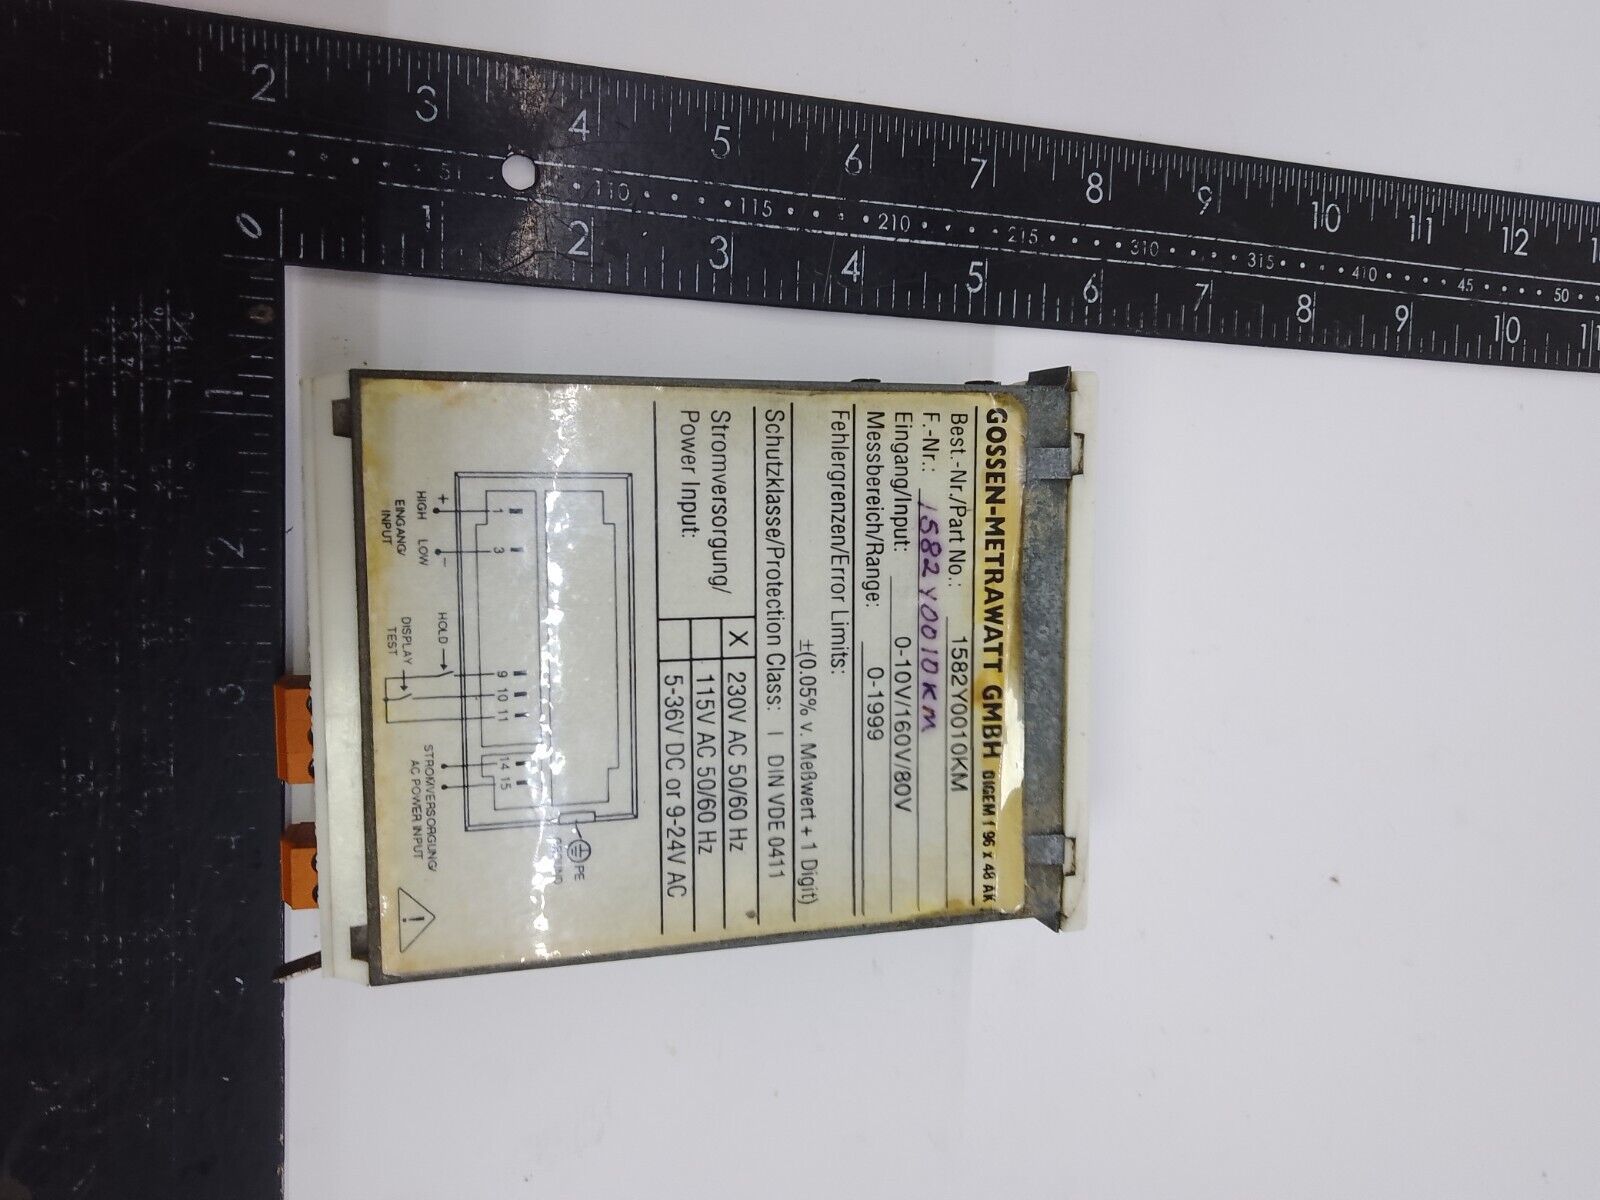 GOSSEN-METRAWATT GMBH DIGEM f 96 x 48 AK
Best.-Nr./Part No.: 1582Y0010KM
F.-Nr.: 1582Y0010KM
Eingang/Input: 0-10V/160V/80V
Messbereich/Range: 0-1999
Fehlergrenzen/Error Limits:
±(0.05% v. Meßwert + 1 Digit)
Schutzklasse/Protection Class: I DIN VDE 0411
Stromversorgung/
Power Input:
X 230V AC 50/60 Hz
115V AC 50/60 Hz
5-36V DC or 9-24V AC
PE
1 3 9 10 11 14 15
+ −
HIGH LOW
EINGANG/
INPUT
HOLD
DISPLAY
TEST
STROMVERSORGUNG/
AC POWER INPUT
!
2 3 4 5 6 7 8 9 10 11 12
110 115 210 215 310 315 410 45 50
0 1 2 3 4 5 6 7 8 9 10 11
1 2 3